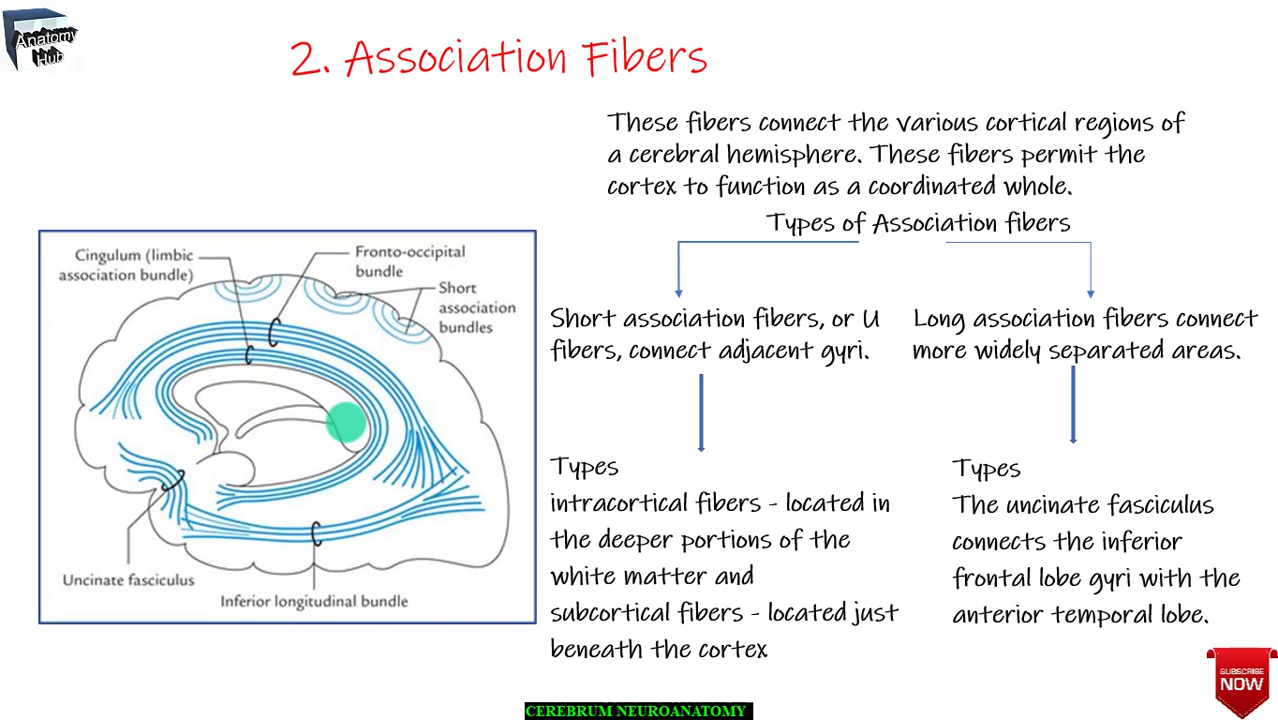 Anatomy
Hub
2. Association Fibers
These fibers connect the various cortical regions of
a cerebral hemisphere. These fibers permit the
cortex to function as a coordinated whole.
Types of Association fibers
Cingulum (limbic
association bundle)
Fronto-occipital
bundle
Short
association
bundles
Uncinate fasciculus
Inferior longitudinal bundle
Short association fibers, or U
fibers, connect adjacent gyri.
Long association fibers connect
more widely separated areas.
Types
intracortical fibers - located in
the deeper portions of the
white matter and
subcortical fibers - located just
beneath the cortex
Types
The uncinate fasciculus
connects the inferior
frontal lobe gyri with the
anterior temporal lobe.
SUBSCRIBE
NOW
CEREBRUM NEUROANATOMY